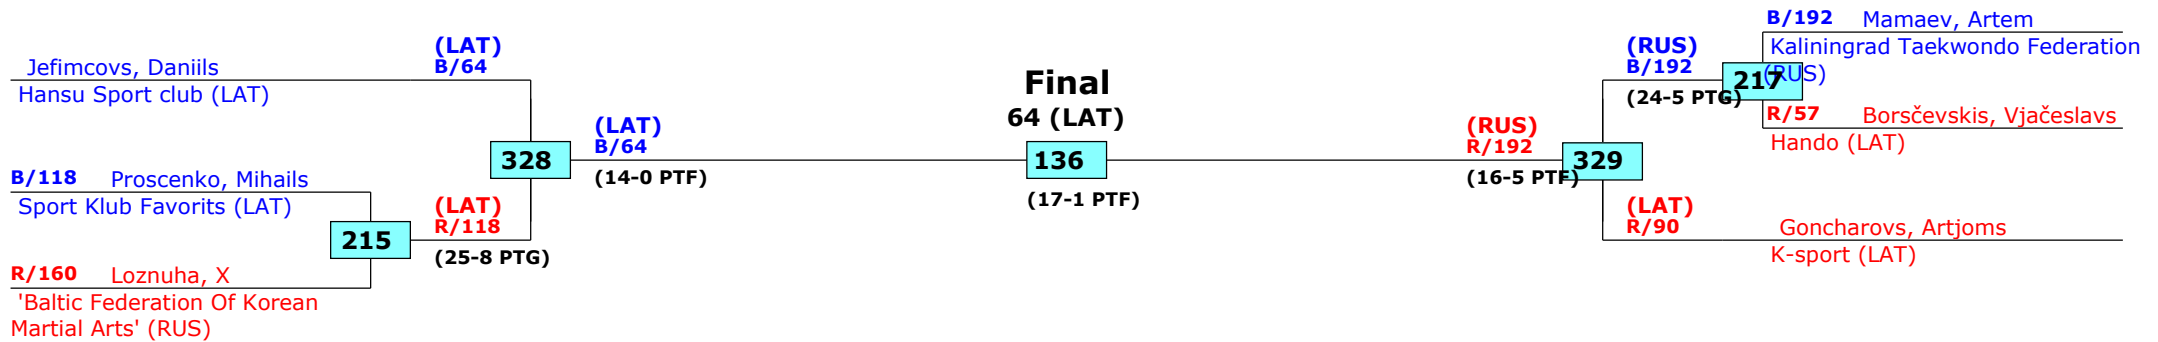 (LAT)
B/64
Jefimcovs, Daniils
Hansu Sport club (LAT)
328
B/118 Proscenko, Mihails
Sport Klub Favorits (LAT)
215
(LAT)
R/118
(25-8 PTG)
R/160 Loznuha, X
'Baltic Federation Of Korean
Martial Arts' (RUS)
(LAT)
B/64
(14-0 PTF)
Final
64 (LAT)
136
(17-1 PTF)
(RUS)
R/192
(16-5 PTF)
329
(RUS)
B/192
(24-5 PTG)
217
B/192 Mamaev, Artem
Kaliningrad Taekwondo Federation
(RUS)
R/57 Borsčevskis, Vjačeslavs
Hando (LAT)
(LAT)
R/90
Goncharovs, Artjoms
K-sport (LAT)